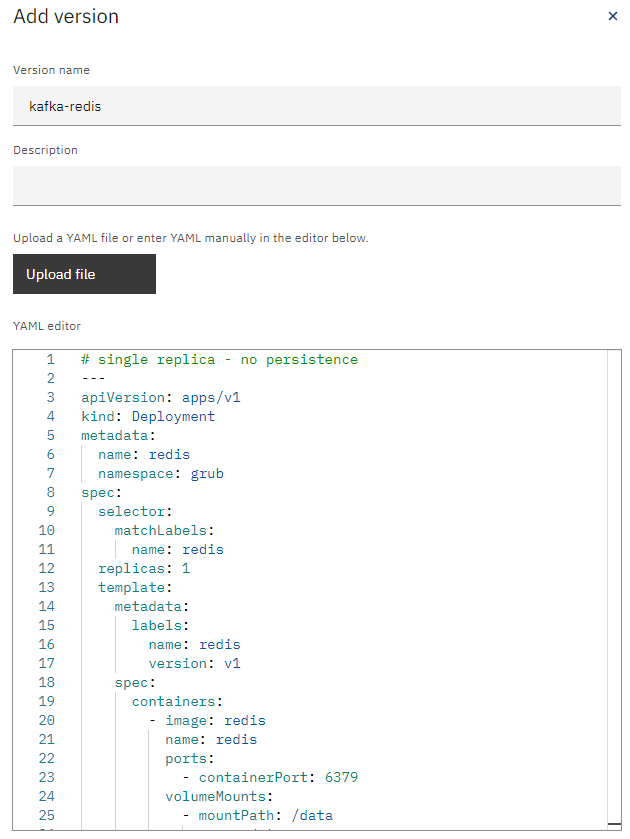 Add version
Version name
kafka-redis
Description
Upload a YAML file or enter YAML manually in the editor below.
Upload file
YAML editor
1 # single replica - no persistence
2 ---
3 apiVersion: apps/v1
4 kind: Deployment
5 metadata:
6   name: redis
7   namespace: grub
8 spec:
9   selector:
10     matchLabels:
11       name: redis
12   replicas: 1
13   template:
14     metadata:
15       labels:
16         name: redis
17         version: v1
18     spec:
19       containers:
20         - image: redis
21           name: redis
22           ports:
23             - containerPort: 6379
24           volumeMounts:
25             - mountPath: /data